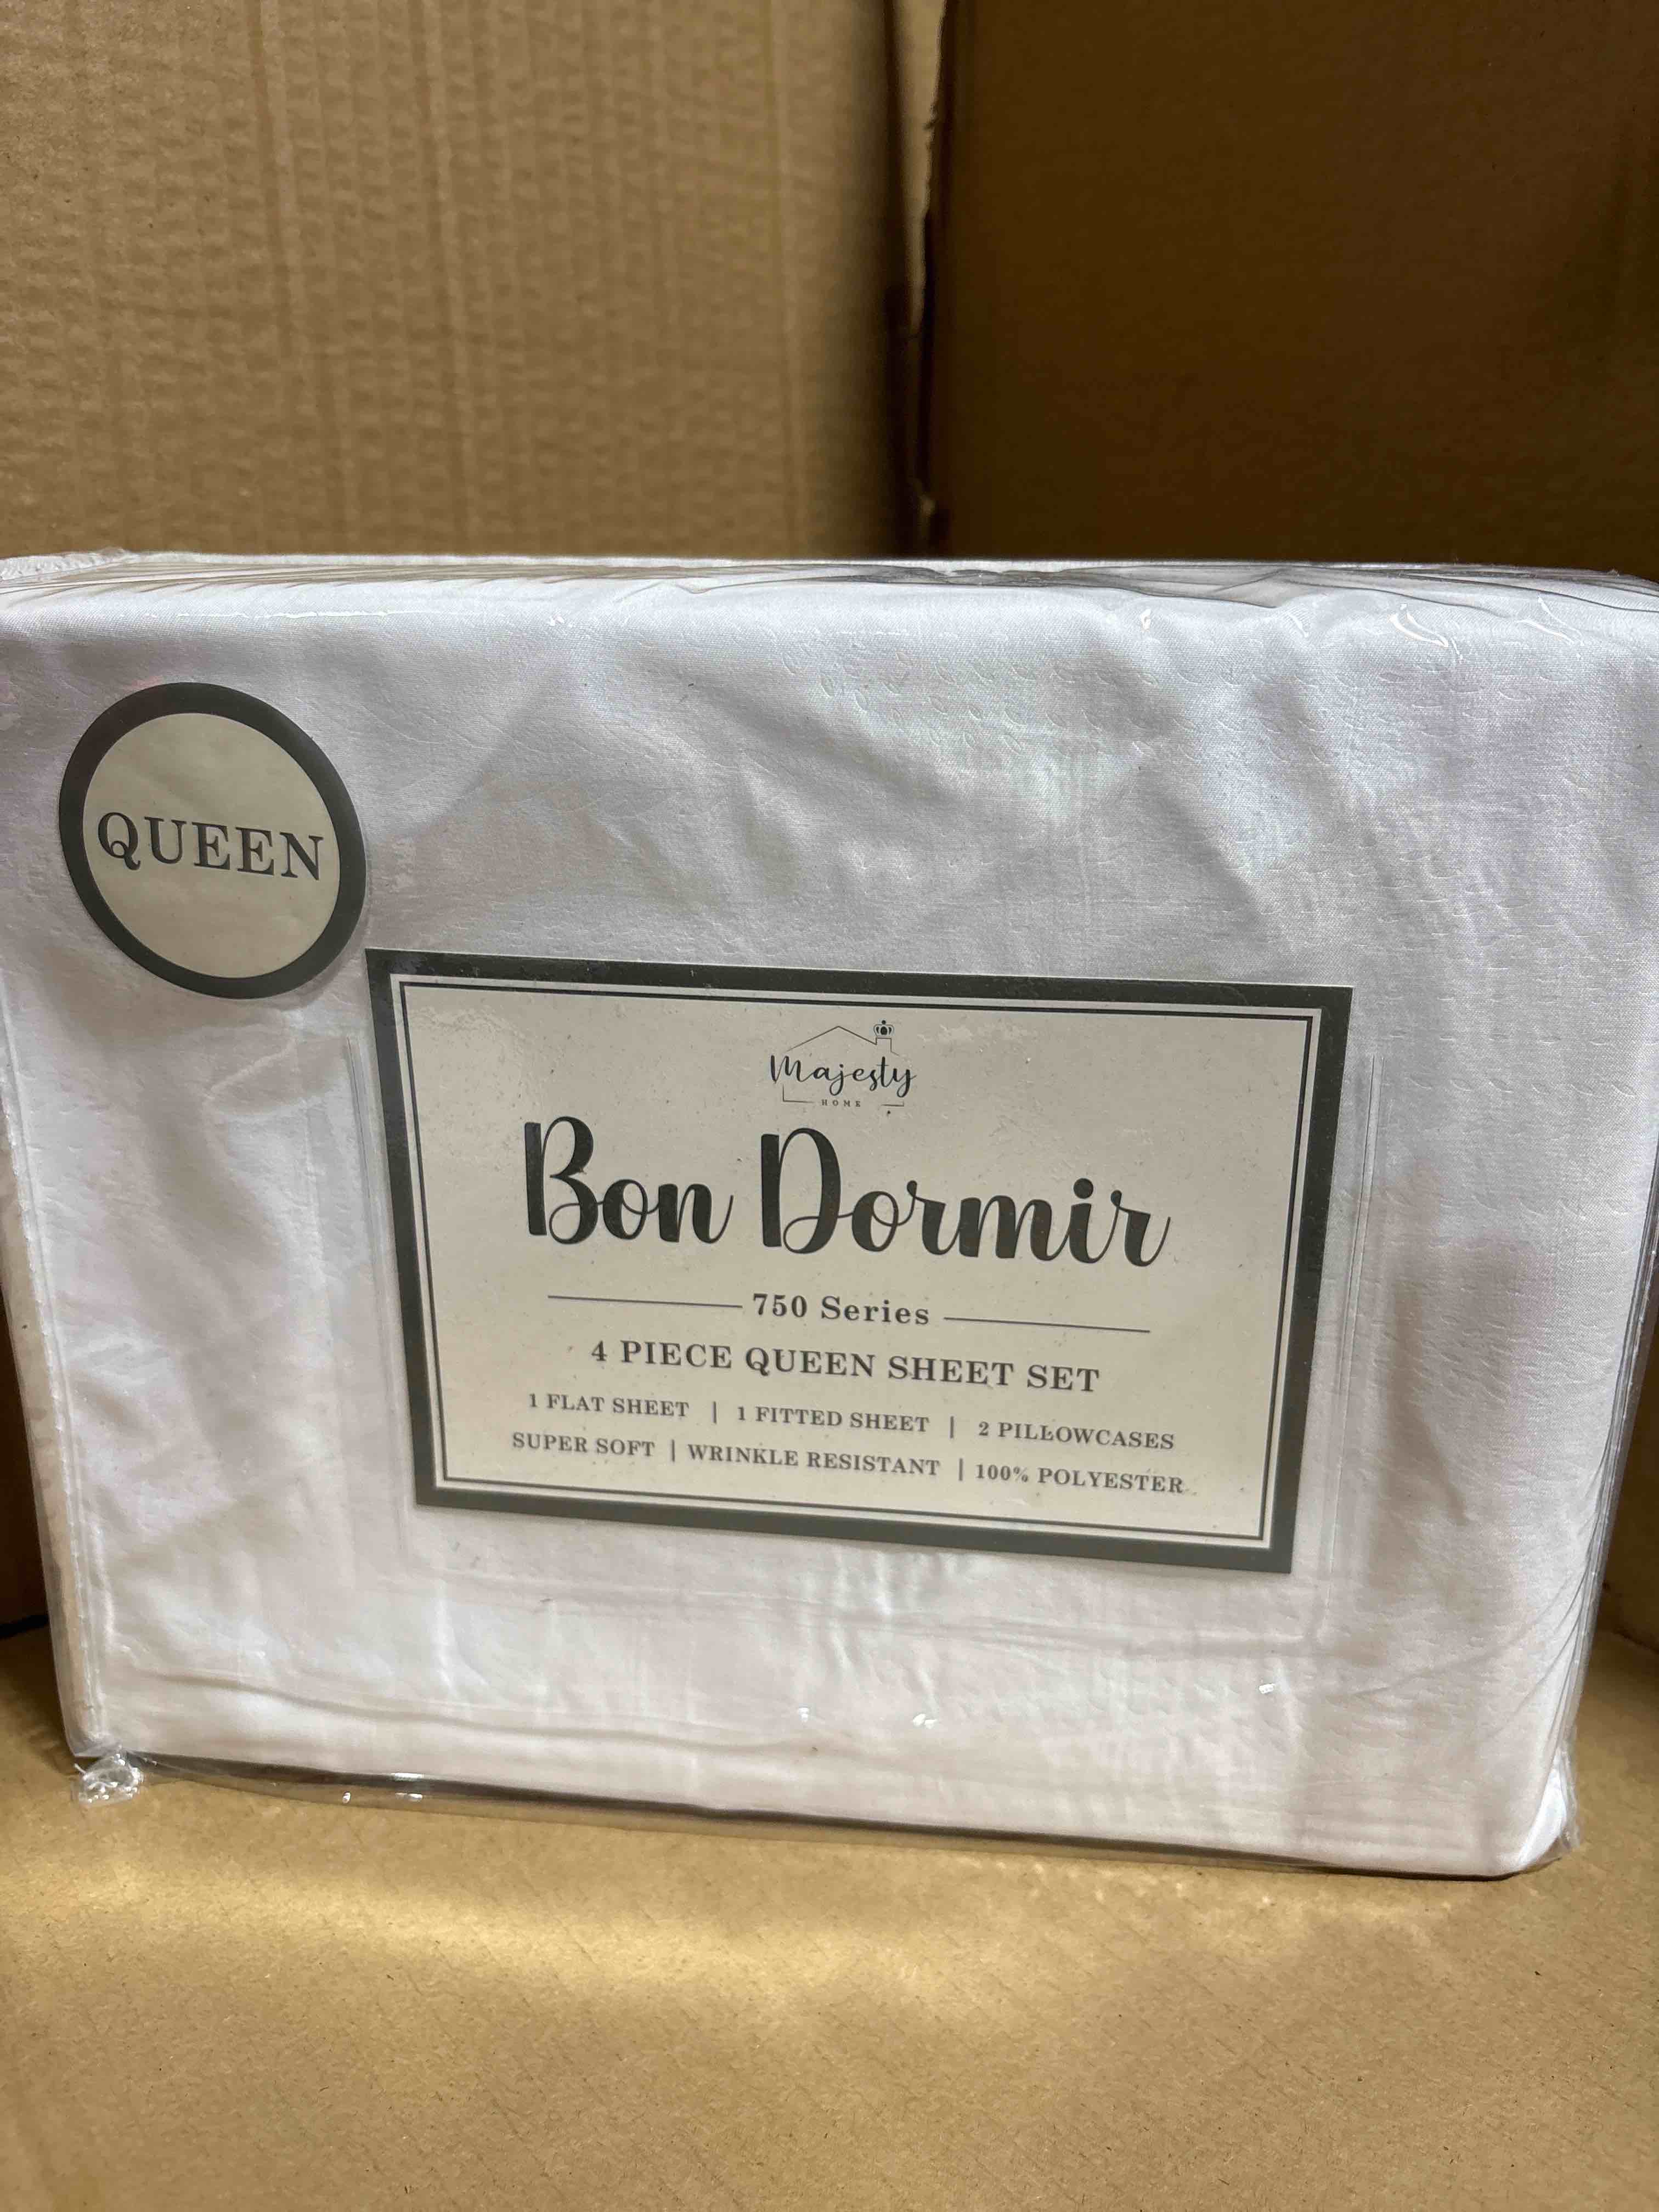 QUEEN
Majesty
HOME
Bon Dormir
750 Series
4 PIECE QUEEN SHEET SET
1 FLAT SHEET | 1 FITTED SHEET | 2 PILLOWCASES
SUPER SOFT | WRINKLE RESISTANT | 100% POLYESTER